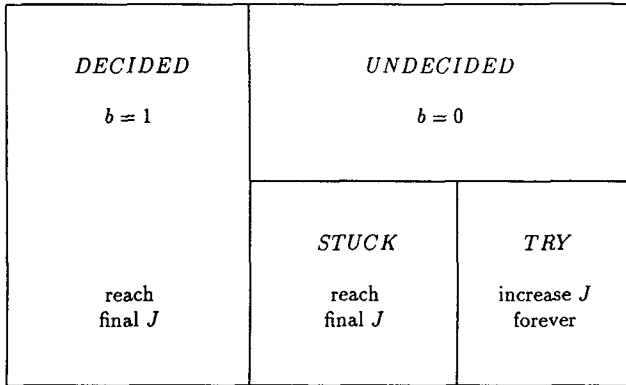 DECIDED
b = 1
reach
final J
UNDECIDED
b = 0
STUCK
reach
final J
TRY
increase J
forever